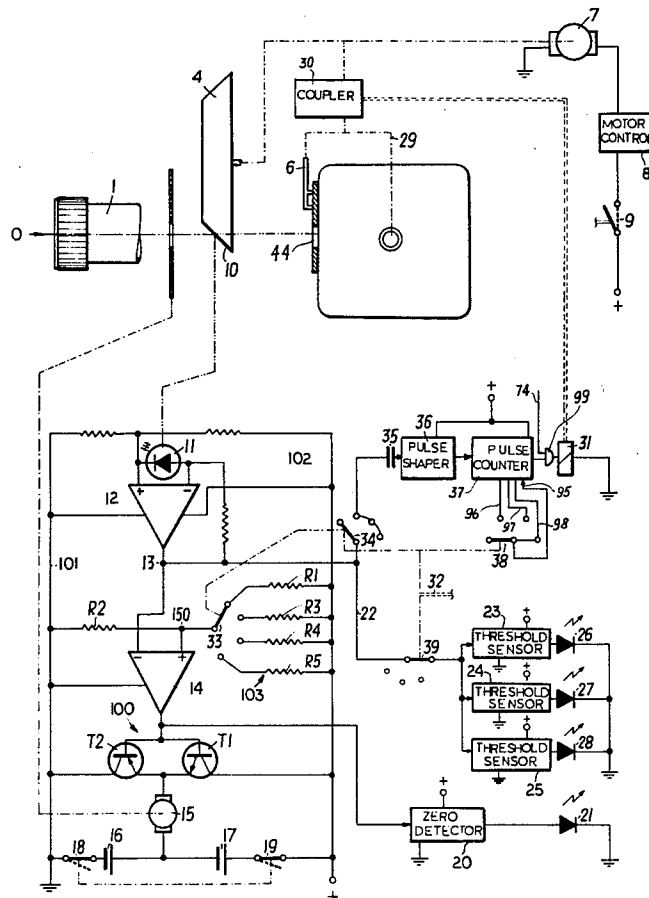 7
4
30
COUPLER
MOTOR
CONTROL
8
6
29
1
9
O
44
10
+
74
99
36
+
35
PULSE
SHAPER
PULSE
COUNTER
31
37
95
11
102
96
97
98
12
+
-
34
38
101
13
R1
32
22
23
+
R2
150
33
R3
39
THRESHOLD
SENSOR
26
R4
-
+
24
+
R5
THRESHOLD
SENSOR
27
14
103
+
100
THRESHOLD
SENSOR
28
T2
T1
25
15
+
21
18
16
17
19
ZERO
DETECTOR
20
+